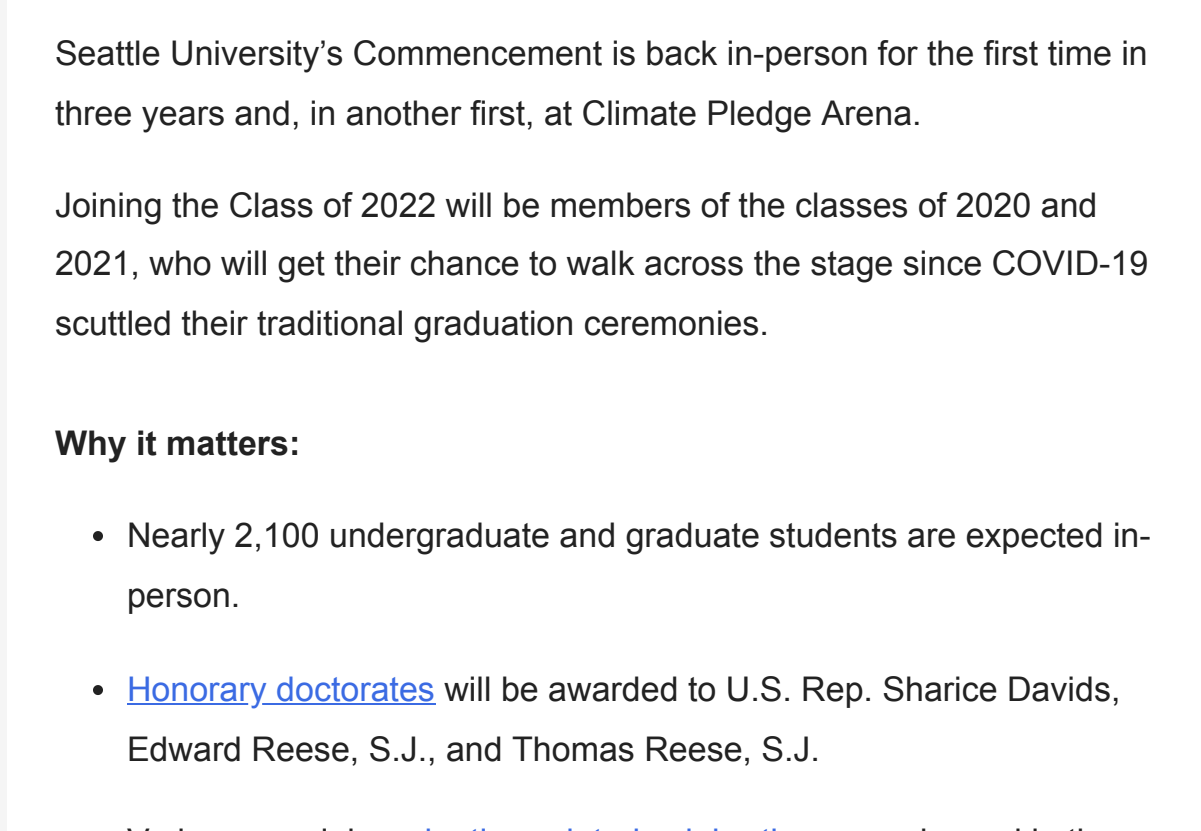 Seattle University’s Commencement is back in-person for the first time in
three years and, in another first, at Climate Pledge Arena.
Joining the Class of 2022 will be members of the classes of 2020 and
2021, who will get their chance to walk across the stage since COVID-19
scuttled their traditional graduation ceremonies.
Why it matters:
• Nearly 2,100 undergraduate and graduate students are expected in-
person.
• Honorary doctorates will be awarded to U.S. Rep. Sharice Davids,
Edward Reese, S.J., and Thomas Reese, S.J.